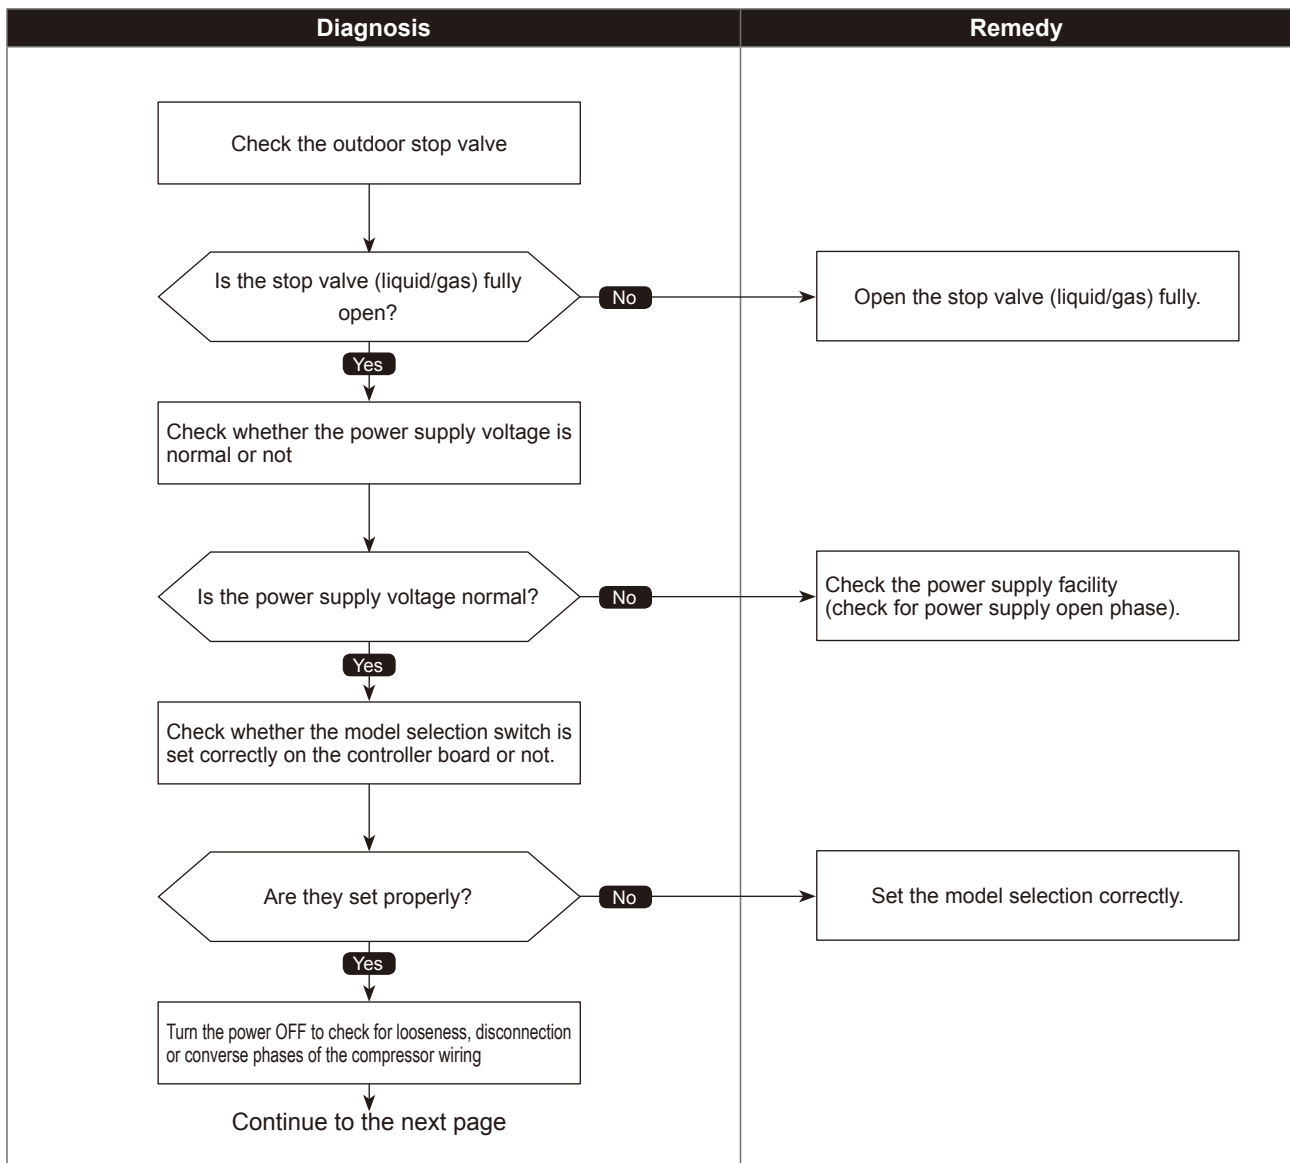 Diagnosis
Remedy
Check the outdoor stop valve
Is the stop valve (liquid/gas) fully
open?
No
Open the stop valve (liquid/gas) fully.
Yes
Check whether the power supply voltage is
normal or not
Is the power supply voltage normal?
No
Check the power supply facility
(check for power supply open phase).
Yes
Check whether the model selection switch is
set correctly on the controller board or not.
Are they set properly?
No
Set the model selection correctly.
Yes
Turn the power OFF to check for looseness, disconnection
or converse phases of the compressor wiring
Continue to the next page